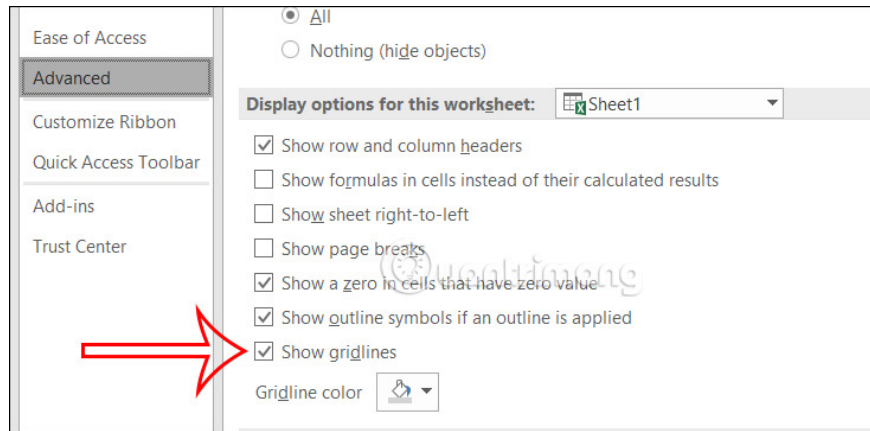 All
Ease of Access
Nothing (hide objects)
Advanced
Display options for this worksheet: Sheet1
Customize Ribbon
Show row and column headers
Quick Access Toolbar
Show formulas in cells instead of their calculated results
Add-ins
Show sheet right-to-left
Trust Center
Show page breaks
Show a zero in cells that have zero value
Show outline symbols if an outline is applied
Show gridlines
Gridline color
Quantrimang